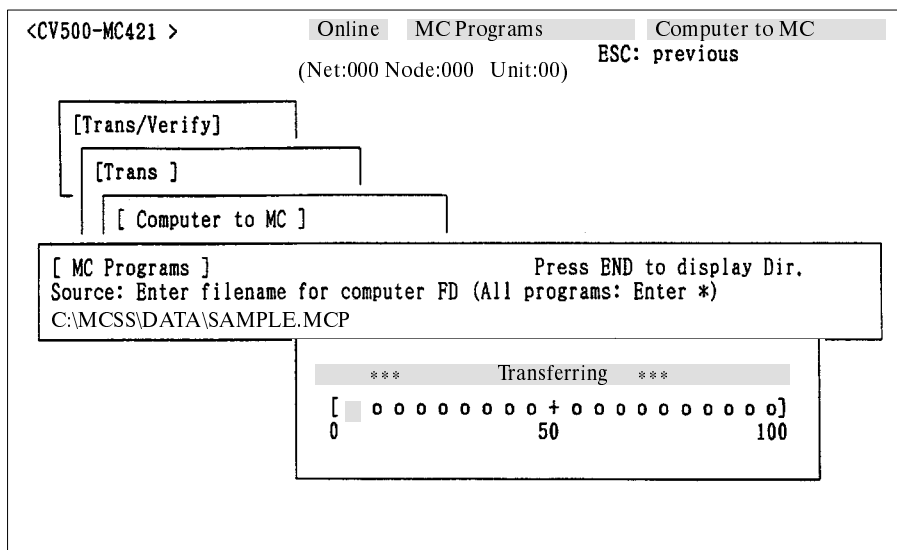 <CV500-MC421 > Online MC Programs Computer to MC
ESC: previous
(Net:000 Node:000 Unit:00)
[Trans/Verify]
[Trans ]
[ Computer to MC ]
[ MC Programs ] Press END to display Dir.
Source: Enter filename for computer FD (All programs: Enter *)
C:\MCSS\DATA\SAMPLE.MCP
*** Transferring ***
[ o o o o o o o o + o o o o o o o o o o]
0 50 100